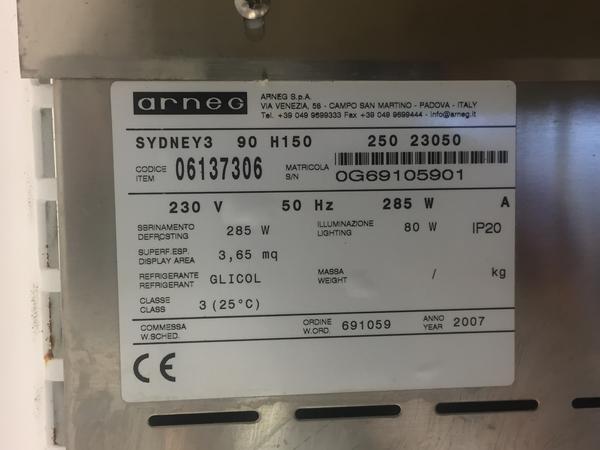 arneg
ARNEG S.p.A.
VIA VENEZIA, 58 - CAMPO SAN MARTINO - PADOVA - ITALY
Tel. +39 049 9699333 Fax +39 049 9699444 - info@arneg.it
SYDNEY3 90 H150 250 23050
CODICE ITEM 06137306 MATRICOLA S/N 0G69105901
230 V 50 Hz 285 W A
SBRINAMENTO DEFROSTING 285 W ILLUMINAZIONE LIGHTING 80 W IP20
SUPERF.ESP. DISPLAY AREA 3,65 mq
REFRIGERANTE REFRIGERANT GLICOL MASSA WEIGHT / kg
CLASSE CLASS 3 (25°C)
COMMESSA W.SCHED. ORDINE W.ORD. 691059 ANNO YEAR 2007
CE